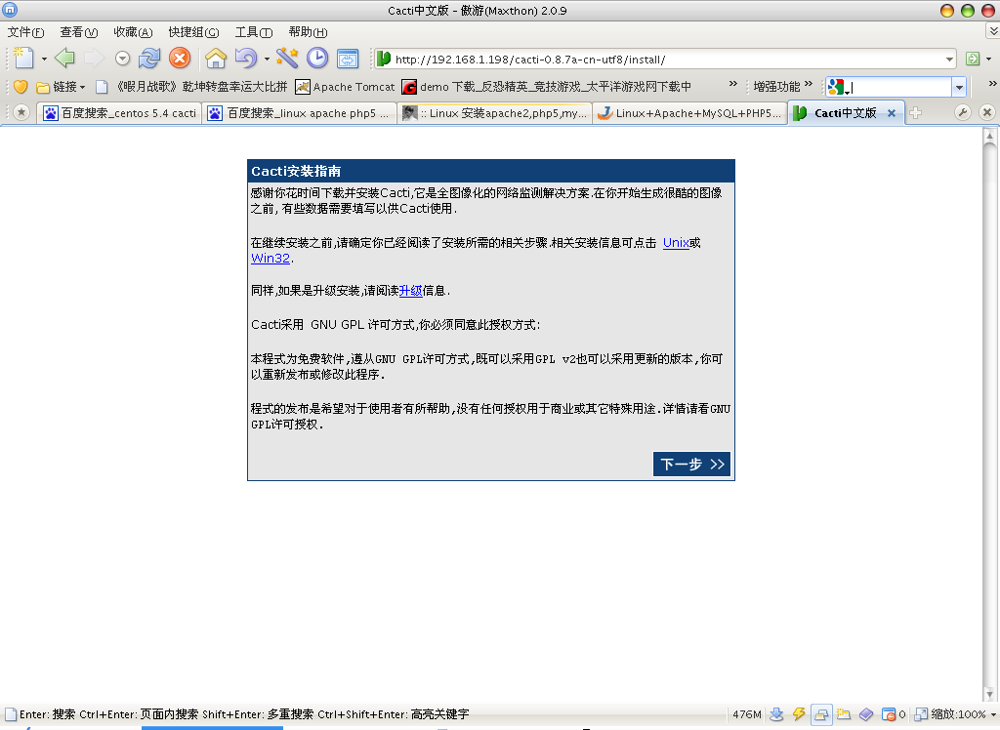 Cacti中文版 - 傲游(Maxthon) 2.0.9
文件(F) 查看(V) 收藏(A) 快捷组(G) 工具(T) 帮助(H)
http://192.168.1.198/cacti-0.8.7a-cn-utf8/install/
链接 《暇月战歌》乾坤转盘幸运大比拼 Apache Tomcat demo 下载_反恐精英_竞技游戏_太平洋游戏网下载中 » 增强功能 » »
百度搜索_centos 5.4 cacti 百度搜索_linux apache php5 ... :: Linux 安装apache2,php5,my... Linux+Apache+MySQL+PHP5... Cacti中文版
Cacti安装指南
感谢你花时间下载并安装Cacti,它是全图像化的网络监测解决方案.在你开始生成很酷的图像
之前, 有些数据需要填写以供Cacti使用.
在继续安装之前,请确定你已经阅读了安装所需的相关步骤.相关安装信息可点击 Unix或
Win32.
同样,如果是升级安装,请阅读升级信息.
Cacti采用 GNU GPL 许可方式,你必须同意此授权方式:
本程式为免费软件,遵从GNU GPL许可方式,既可以采用GPL v2也可以采用更新的版本,你可
以重新发布或修改此程序.
程式的发布是希望对于使用者有所帮助,没有任何授权用于商业或其它特殊用途.详情请看GNU
GPL许可授权.
下一步 >>
Enter: 搜索 Ctrl+Enter: 页面内搜索 Shift+Enter: 多重搜索 Ctrl+Shift+Enter: 高亮关键字 476M 0 缩放:100%